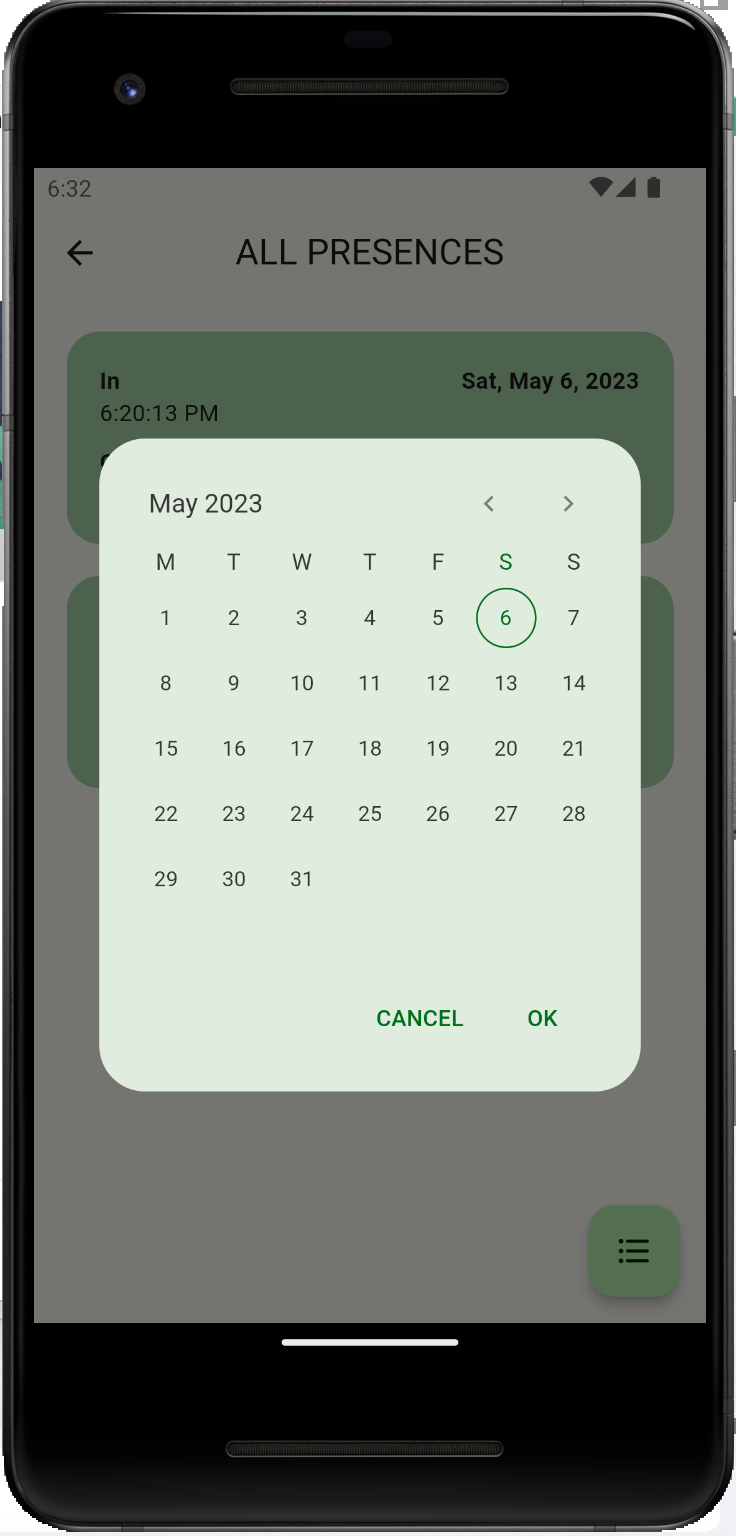 6:32
ALL PRESENCES
In Sat, May 6, 2023
6:20:13 PM
May 2023
M T W T F S S
1 2 3 4 5 6 7
8 9 10 11 12 13 14
15 16 17 18 19 20 21
22 23 24 25 26 27 28
29 30 31
CANCEL OK